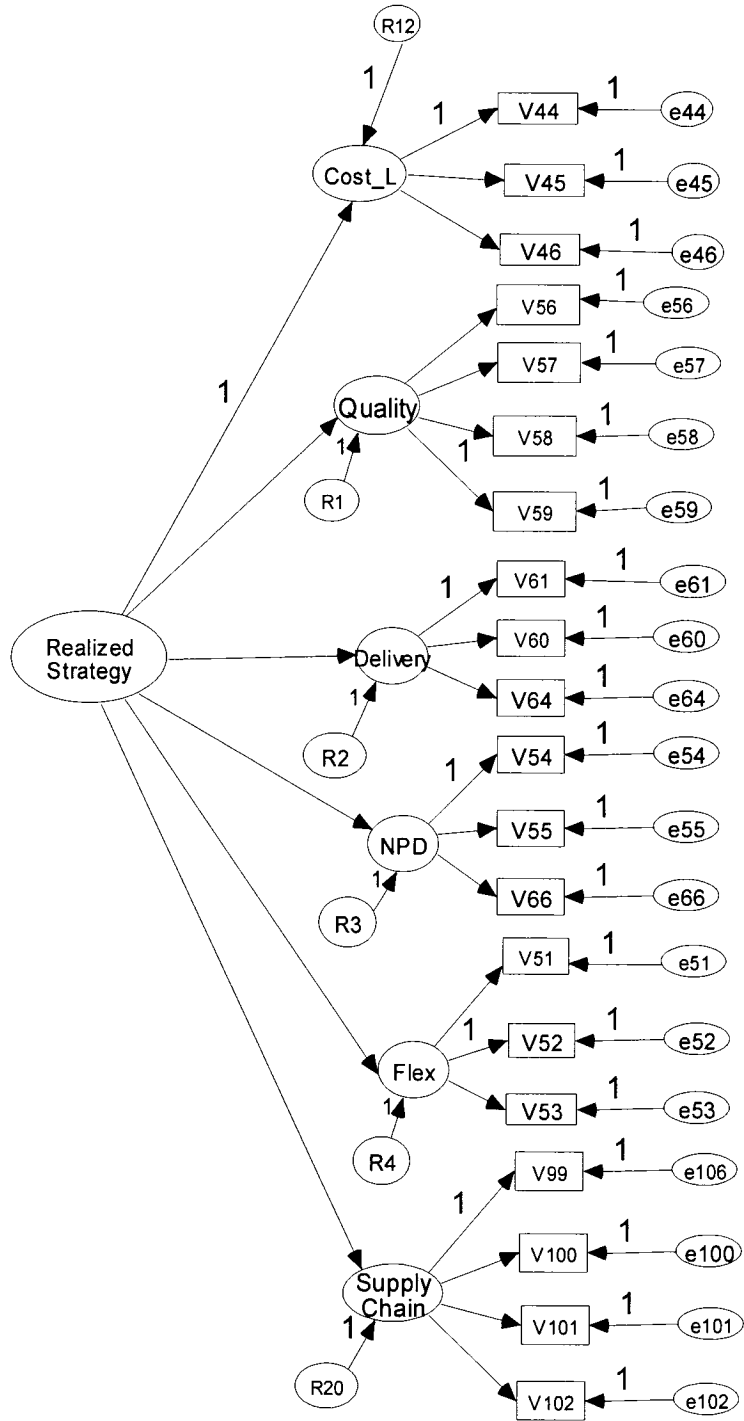 R12
1
1
V44
1
e44
Cost_L
V45
1
e45
V46
1
e46
V56
1
e56
1
V57
1
e57
Quality
1
V58
1
e58
1
R1
V59
1
e59
1
V61
1
e61
Realized
Strategy
Delivery
V60
1
e60
1
V64
1
e64
R2
1
V54
1
e54
NPD
V55
1
e55
1
V66
1
e66
R3
V51
1
e51
Flex
1
V52
1
e52
1
V53
1
e53
R4
1
V99
1
e106
Supply
Chain
V100
1
e100
1
V101
1
e101
R20
V102
1
e102